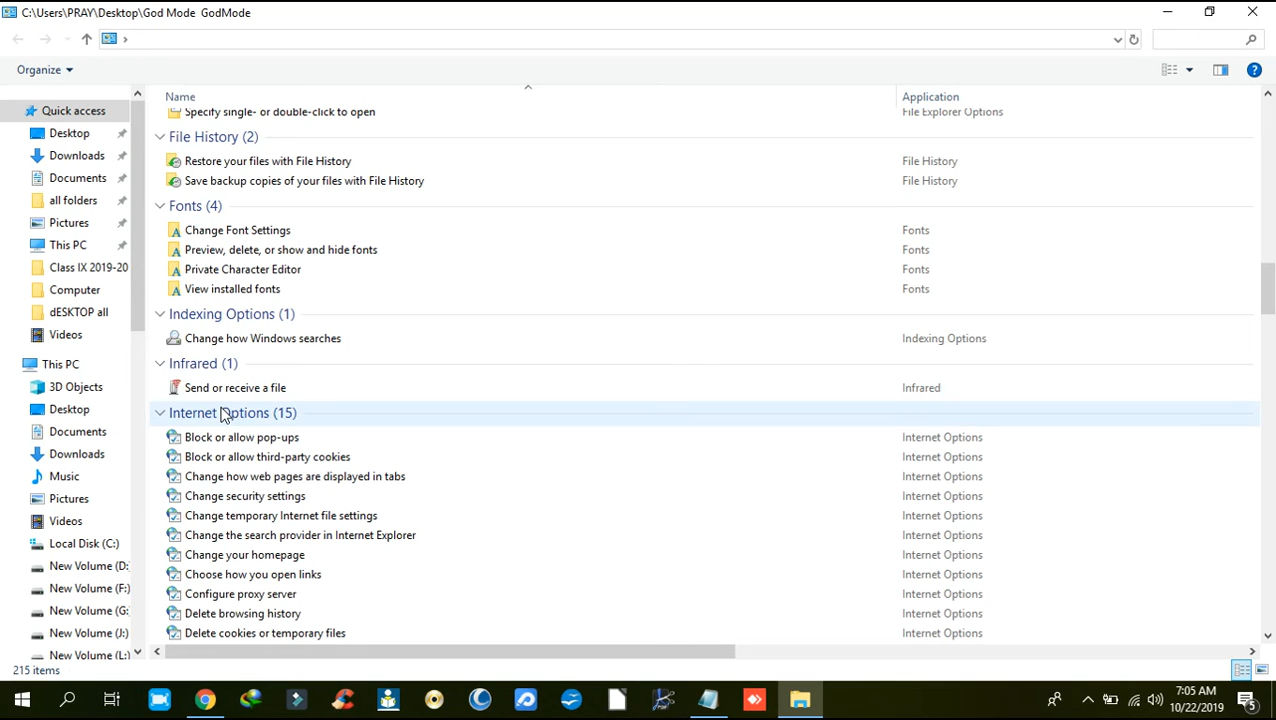 C:\Users\PRAY\Desktop\God Mode  GodMode
Organize
Name
Application
Quick access
Desktop
Downloads
Documents
all folders
Pictures
This PC
Class IX 2019-20
Computer
dESKTOP all
Videos
This PC
3D Objects
Desktop
Documents
Downloads
Music
Pictures
Videos
Local Disk (C:)
New Volume (D:
New Volume (F:
New Volume (G:
New Volume (J:)
New Volume (L:
Specify single- or double-click to open File Explorer Options
File History (2)
Restore your files with File History File History
Save backup copies of your files with File History File History
Fonts (4)
Change Font Settings Fonts
Preview, delete, or show and hide fonts Fonts
Private Character Editor Fonts
View installed fonts Fonts
Indexing Options (1)
Change how Windows searches Indexing Options
Infrared (1)
Send or receive a file Infrared
Internet Options (15)
Block or allow pop-ups Internet Options
Block or allow third-party cookies Internet Options
Change how web pages are displayed in tabs Internet Options
Change security settings Internet Options
Change temporary Internet file settings Internet Options
Change the search provider in Internet Explorer Internet Options
Change your homepage Internet Options
Choose how you open links Internet Options
Configure proxy server Internet Options
Delete browsing history Internet Options
Delete cookies or temporary files Internet Options
215 items
7:05 AM
10/22/2019
5